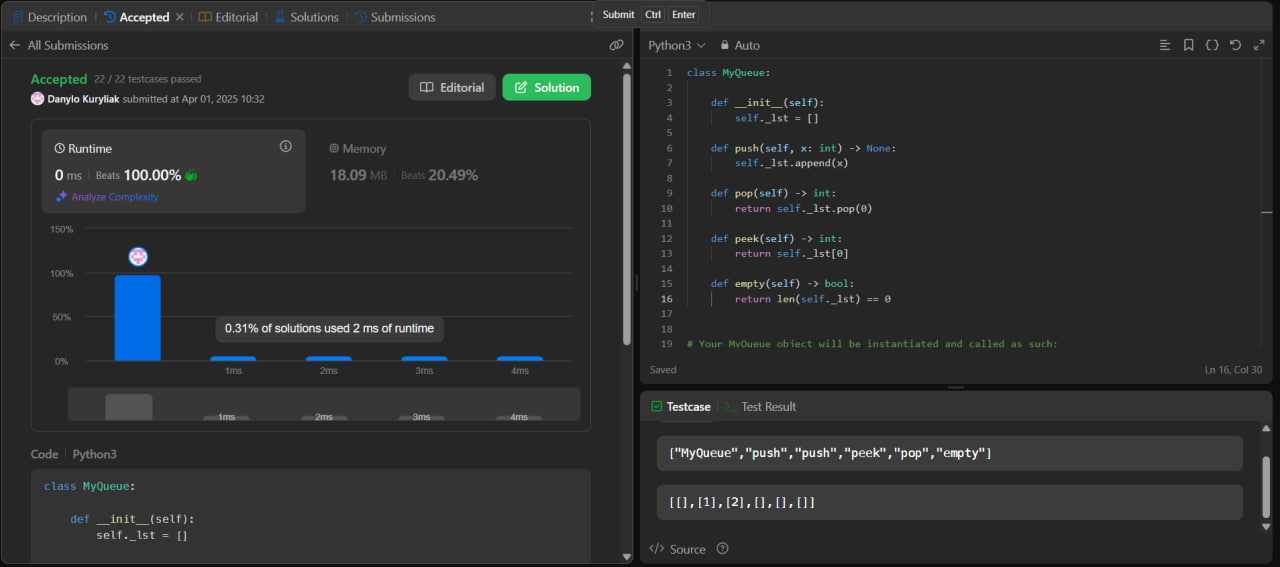 Description
Accepted
Editorial
Solutions
Submissions
Submit Ctrl Enter
All Submissions
Accepted 22 / 22 testcases passed
Danylo Kuryliak submitted at Apr 01, 2025 10:32
Editorial
Solution
Runtime
0 ms Beats 100.00%
Analyze Complexity
Memory
18.09 MB Beats 20.49%
150%
100%
50%
0%
0.31% of solutions used 2 ms of runtime
1ms 2ms 3ms 4ms
1ms 2ms 3ms 4ms
Code Python3
class MyQueue:
def __init__(self):
self._lst = []
Python3 Auto
1 class MyQueue:
2
3 def __init__(self):
4 self._lst = []
5
6 def push(self, x: int) -> None:
7 self._lst.append(x)
8
9 def pop(self) -> int:
10 return self._lst.pop(0)
11
12 def peek(self) -> int:
13 return self._lst[0]
14
15 def empty(self) -> bool:
16 return len(self._lst) == 0
17
18
19 # Your MyQueue object will be instantiated and called as such:
Saved Ln 16, Col 30
Testcase >_ Test Result
["MyQueue","push","push","peek","pop","empty"]
[[],[1],[2],[],[],[]]
</> Source ?